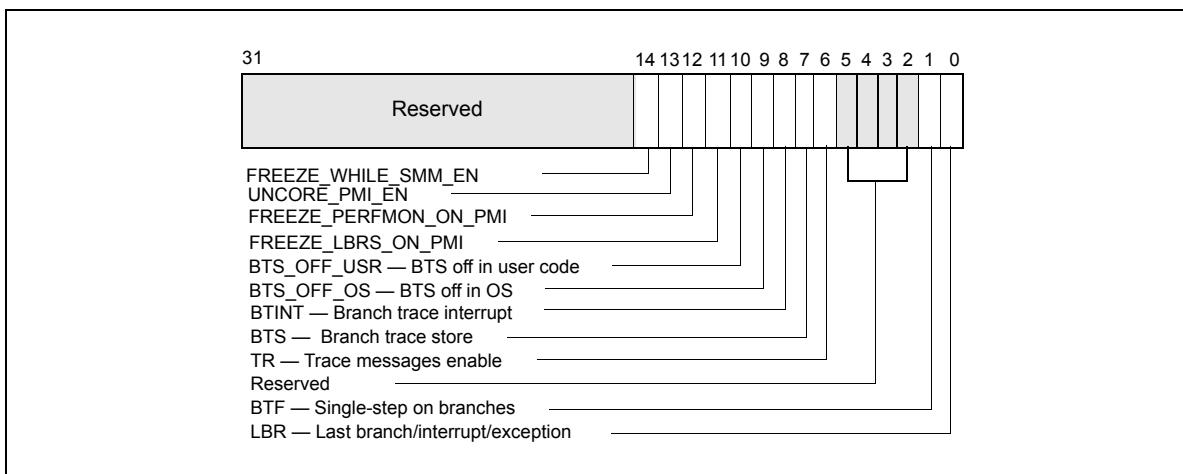 31 14 13 12 11 10 9 8 7 6 5 4 3 2 1 0
Reserved
FREEZE_WHILE_SMM_EN
UNCORE_PMI_EN
FREEZE_PERFMON_ON_PMI
FREEZE_LBRS_ON_PMI
BTS_OFF_USR — BTS off in user code
BTS_OFF_OS — BTS off in OS
BTINT — Branch trace interrupt
BTS — Branch trace store
TR — Trace messages enable
Reserved
BTF — Single-step on branches
LBR — Last branch/interrupt/exception